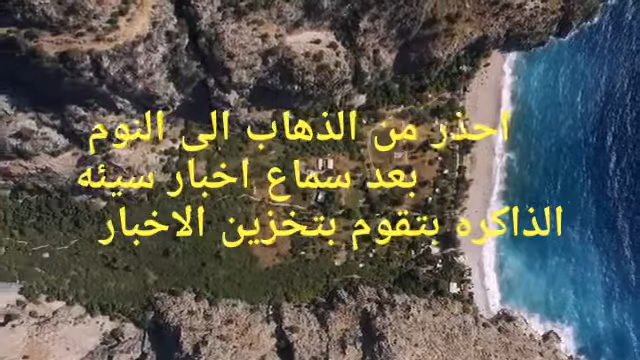 احذر من الذهاب الى النوم
بعد سماع اخبار سيئه
الذاكره بتقوم بتخزين الاخبار